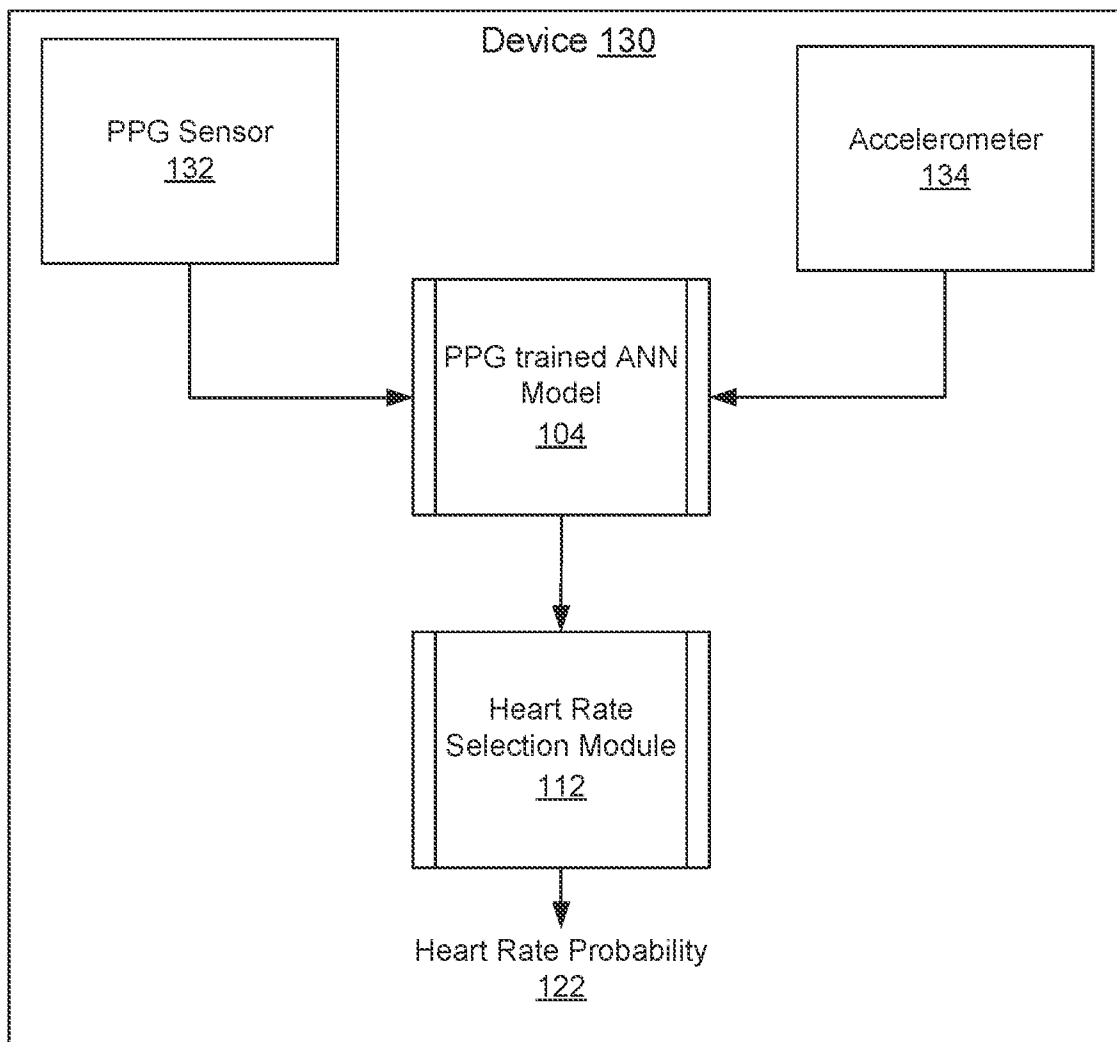 Device 130
PPG Sensor
132
Accelerometer
134
PPG trained ANN
Model
104
Heart Rate
Selection Module
112
Heart Rate Probability
122